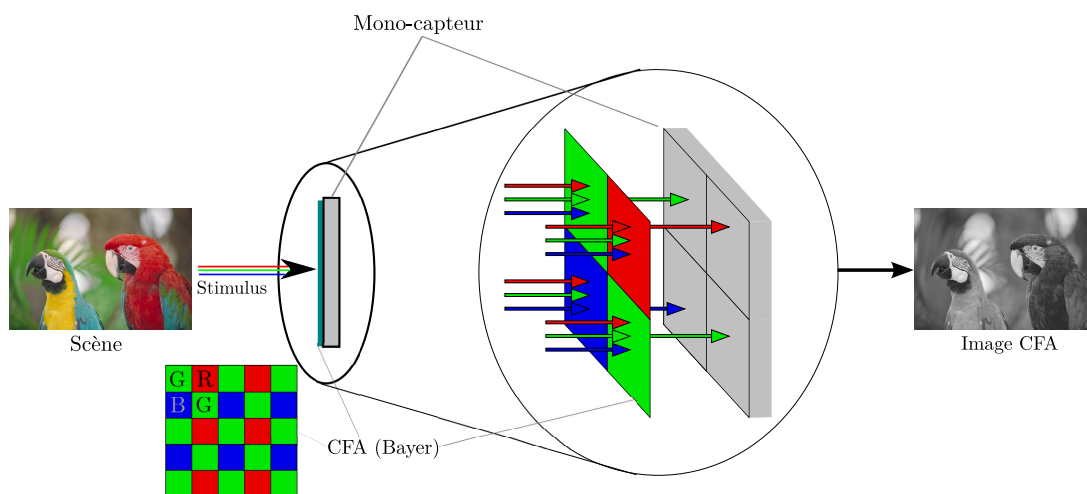 Mono-capteur
Stimulus
Scène
Image CFA
G R
B G
CFA (Bayer)